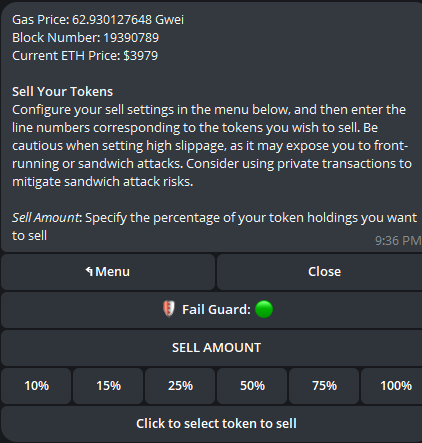 Gas Price: 62.930127648 Gwei
Block Number: 19390789
Current ETH Price: $3979
Sell Your Tokens
Configure your sell settings in the menu below, and then enter the
line numbers corresponding to the tokens you wish to sell. Be
cautious when setting high slippage, as it may expose you to front-
running or sandwich attacks. Consider using private transactions to
mitigate sandwich attack risks.
Sell Amount: Specify the percentage of your token holdings you want
to sell
9:36 PM
↰Menu
Close
Fail Guard:
SELL AMOUNT
10%
15%
25%
50%
75%
100%
Click to select token to sell